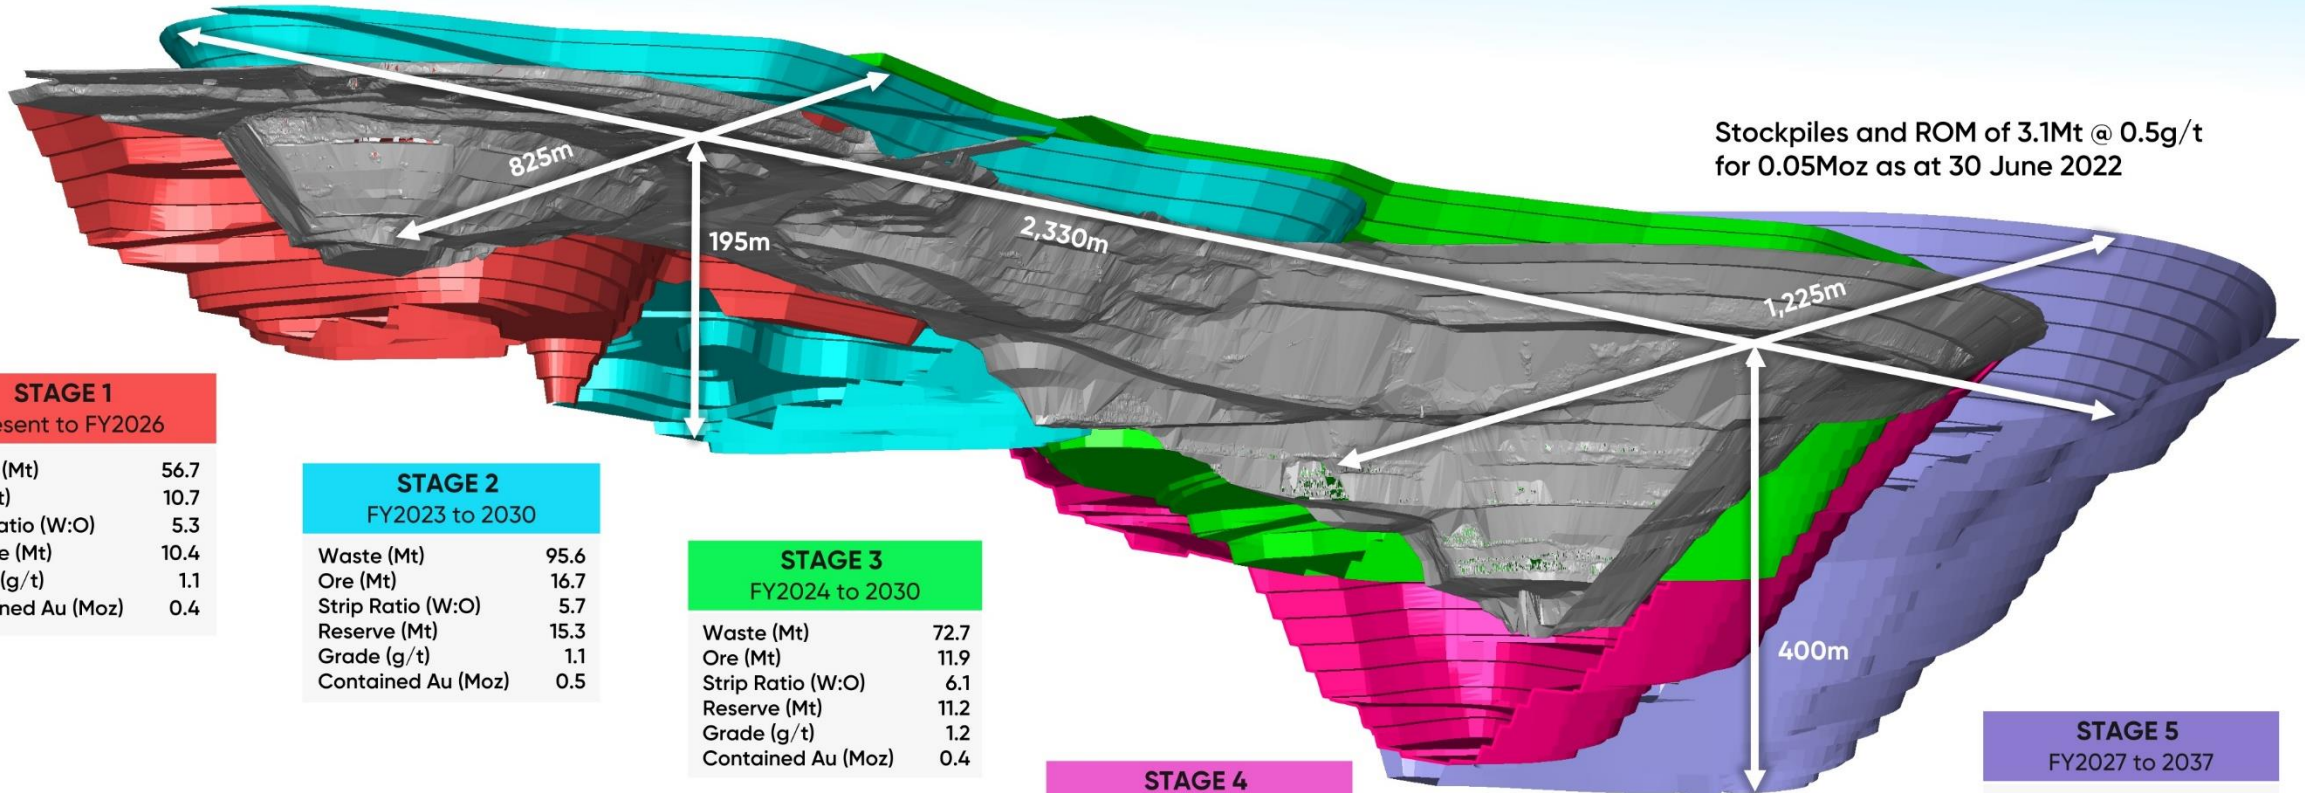 Stockpiles and ROM of 3.1Mt @ 0.5g/t
for 0.05Moz as at 30 June 2022
825m
195m
2,330m
1,225m
400m
STAGE 1
esent to FY2026
(Mt) 56.7
t) 10.7
atio (W:O) 5.3
e (Mt) 10.4
(g/t) 1.1
ned Au (Moz) 0.4
STAGE 2
FY2023 to 2030
Waste (Mt) 95.6
Ore (Mt) 16.7
Strip Ratio (W:O) 5.7
Reserve (Mt) 15.3
Grade (g/t) 1.1
Contained Au (Moz) 0.5
STAGE 3
FY2024 to 2030
Waste (Mt) 72.7
Ore (Mt) 11.9
Strip Ratio (W:O) 6.1
Reserve (Mt) 11.2
Grade (g/t) 1.2
Contained Au (Moz) 0.4
STAGE 4
STAGE 5
FY2027 to 2037